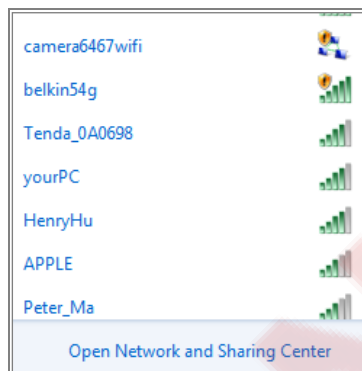 camera6467wifi
belkin54g
Tenda_0A0698
yourPC
HenryHu
APPLE
Peter_Ma
Open Network and Sharing Center